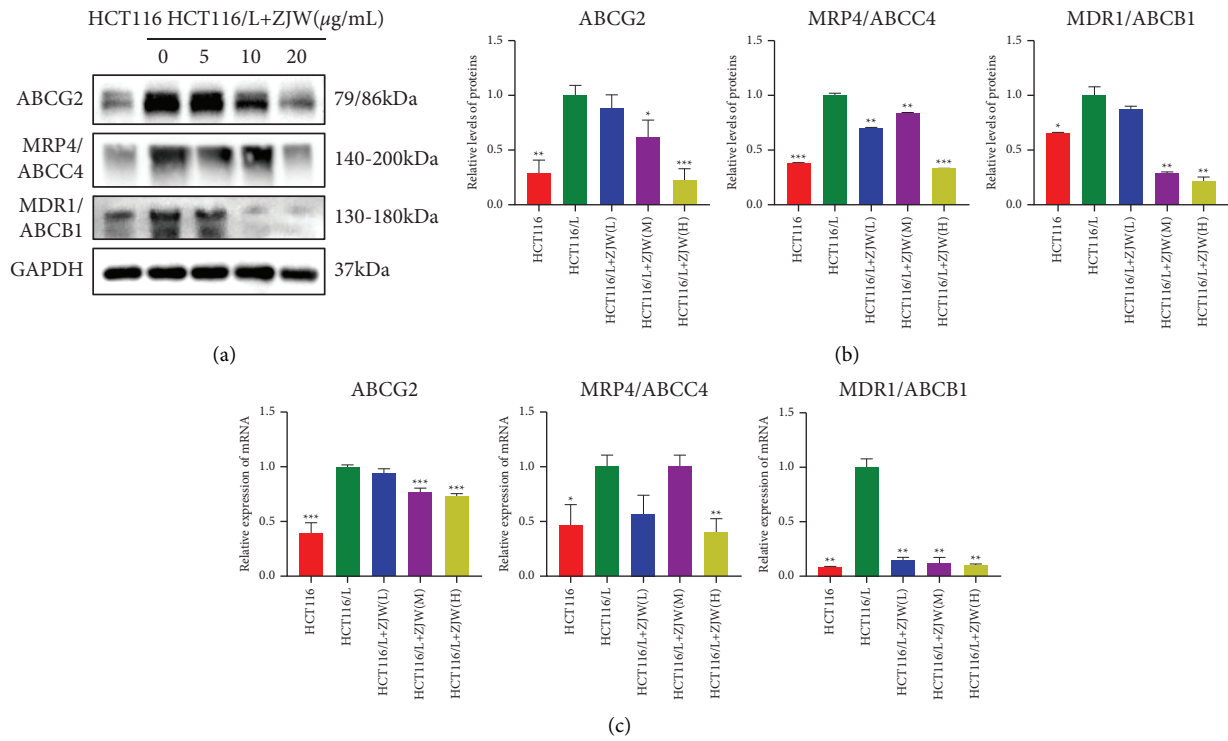 HCT116 HCT116/L+ZJW(μg/mL)
0 5 10 20
ABCG2 79/86kDa
MRP4/
ABCC4 140-200kDa
MDR1/
ABCB1 130-180kDa
GAPDH 37kDa
(a)
ABCG2
Relative levels of proteins
1.5
1.0
0.5
0.0
**
*
***
HCT116
HCT116/L
HCT116/L+ZJW(L)
HCT116/L+ZJW(M)
HCT116/L+ZJW(H)
MRP4/ABCC4
Relative levels of proteins
1.5
1.0
0.5
0.0
***
**
**
***
HCT116
HCT116/L
HCT116/L+ZJW(L)
HCT116/L+ZJW(M)
HCT116/L+ZJW(H)
MDR1/ABCB1
Relative levels of proteins
1.5
1.0
0.5
0.0
*
**
**
HCT116
HCT116/L
HCT116/L+ZJW(L)
HCT116/L+ZJW(M)
HCT116/L+ZJW(H)
(b)
ABCG2
Relative expression of mRNA
1.5
1.0
0.5
0.0
***
***
***
HCT116
HCT116/L
HCT116/L+ZJW(L)
HCT116/L+ZJW(M)
HCT116/L+ZJW(H)
MRP4/ABCC4
Relative expression of mRNA
1.5
1.0
0.5
0.0
*
**
HCT116
HCT116/L
HCT116/L+ZJW(L)
HCT116/L+ZJW(M)
HCT116/L+ZJW(H)
MDR1/ABCB1
Relative expression of mRNA
1.5
1.0
0.5
0.0
**
**
**
**
HCT116
HCT116/L
HCT116/L+ZJW(L)
HCT116/L+ZJW(M)
HCT116/L+ZJW(H)
(c)